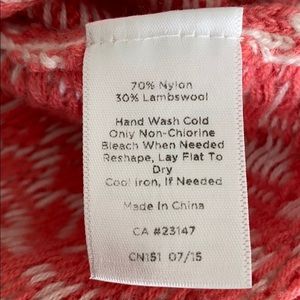 70% Nylon
30% Lambswool
Hand Wash Cold
Only Non-Chlorine
Bleach When Needed
Reshape, Lay Flat To
Dry
Cool iron, If Needed
Made in China
CA #23147
CN151 07/15